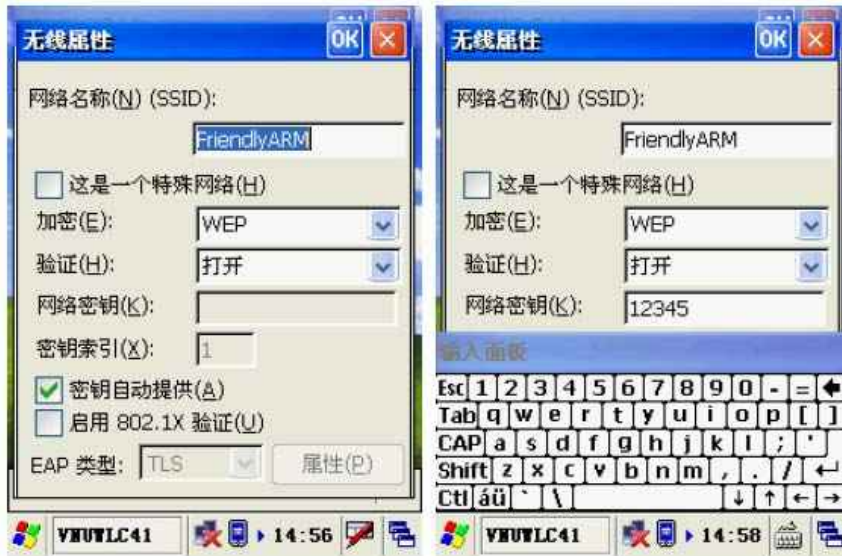 无线属性 OK
网络名称(N) (SSID):
FriendlyARM
这是一个特殊网络(H)
加密(E): WEP
验证(H): 打开
网络密钥(K):
密钥索引(X): 1
密钥自动提供(A)
启用 802.1X 验证(U)
EAP 类型: TLS 属性(P)
VNUWLC41 14:56
无线属性 OK
网络名称(N) (SSID):
FriendlyARM
这是一个特殊网络(H)
加密(E): WEP
验证(H): 打开
网络密钥(K): 12345
输入面板
Esc 1 2 3 4 5 6 7 8 9 0 - =
Tab q w e r t y u i o p [ ]
CAP a s d f g h j k l ; '
Shift z x c v b n m , . /
Ctl áü ` \
VNUWLC41 14:58